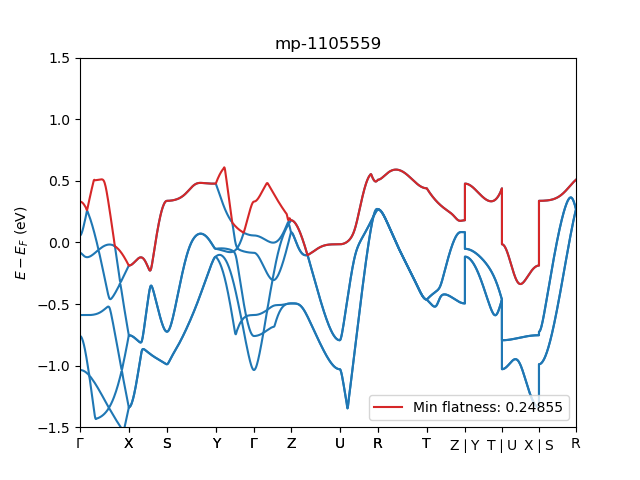 mp-1105559
E − E_F (eV)
1.5
1.0
0.5
0.0
−0.5
−1.0
−1.5
Min flatness: 0.24855
Γ X S Y Γ Z U R T Z|Y T|U X|S R